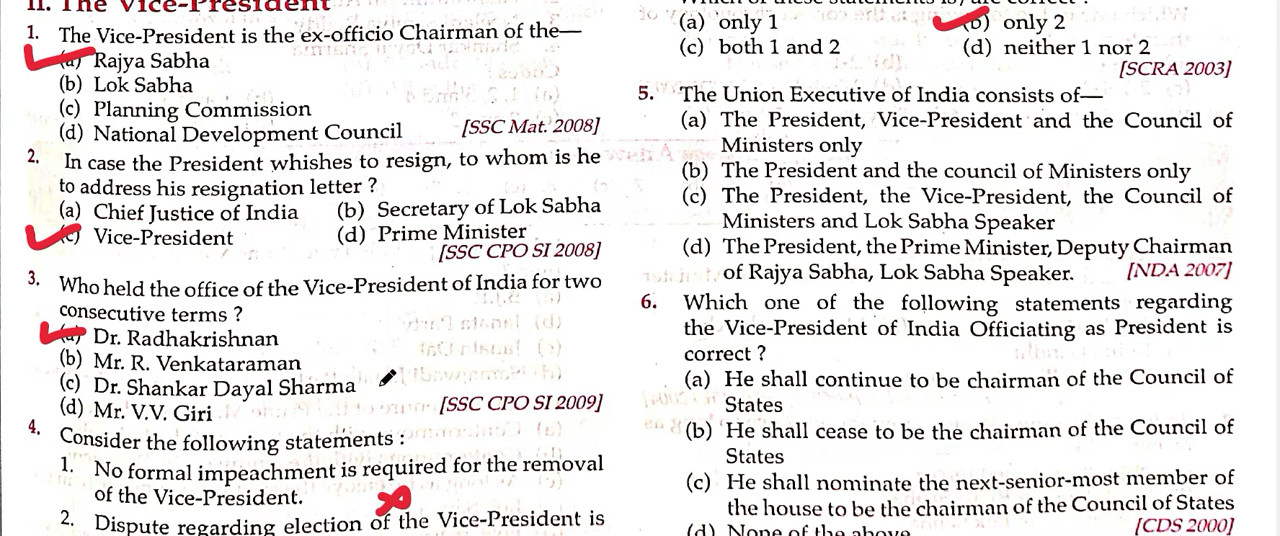 II. The Vice-President
1. The Vice-President is the ex-officio Chairman of the—
(a) Rajya Sabha
(b) Lok Sabha
(c) Planning Commission
(d) National Development Council [SSC Mat. 2008]
2. In case the President whishes to resign, to whom is he
to address his resignation letter ?
(a) Chief Justice of India (b) Secretary of Lok Sabha
(c) Vice-President (d) Prime Minister
[SSC CPO SI 2008]
3. Who held the office of the Vice-President of India for two
consecutive terms ?
(a) Dr. Radhakrishnan
(b) Mr. R. Venkataraman
(c) Dr. Shankar Dayal Sharma
(d) Mr. V.V. Giri [SSC CPO SI 2009]
4. Consider the following statements :
1. No formal impeachment is required for the removal
of the Vice-President.
2. Dispute regarding election of the Vice-President is
Which of these statements is/are correct ?
(a) only 1 (b) only 2
(c) both 1 and 2 (d) neither 1 nor 2
[SCRA 2003]
5. The Union Executive of India consists of—
(a) The President, Vice-President and the Council of
Ministers only
(b) The President and the council of Ministers only
(c) The President, the Vice-President, the Council of
Ministers and Lok Sabha Speaker
(d) The President, the Prime Minister, Deputy Chairman
of Rajya Sabha, Lok Sabha Speaker. [NDA 2007]
6. Which one of the following statements regarding
the Vice-President of India Officiating as President is
correct ?
(a) He shall continue to be chairman of the Council of
States
(b) He shall cease to be the chairman of the Council of
States
(c) He shall nominate the next-senior-most member of
the house to be the chairman of the Council of States
(d) None of the above [CDS 2000]